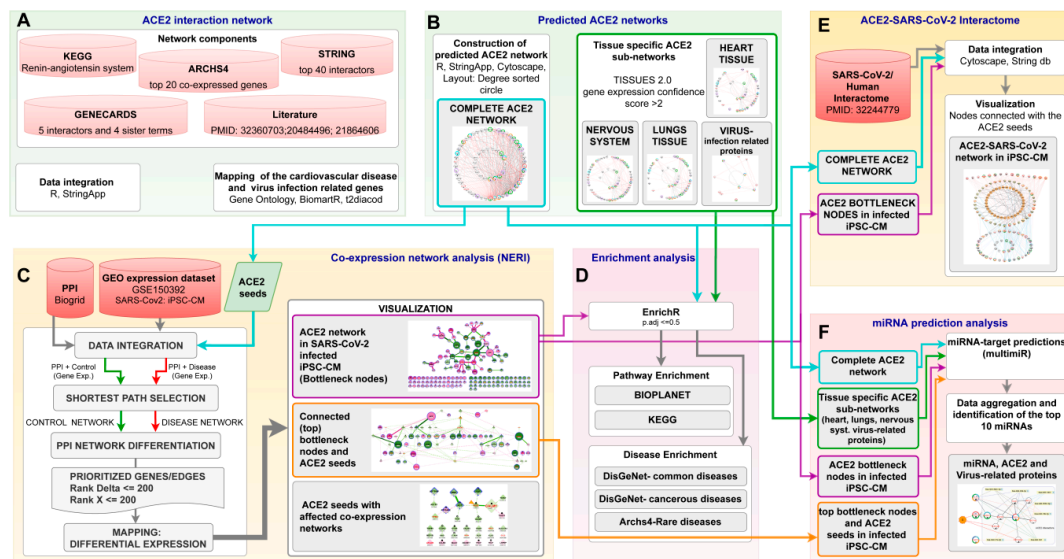 A
ACE2 interaction network
Network components
KEGG
Renin-angiotensin system
ARCHS4
top 20 co-expressed genes
STRING
top 40 interactors
GENECARDS
5 interactors and 4 sister terms
Literature
PMID: 32360703;20484496; 21864606
Data integration
R, StringApp
Mapping of the cardiovascular disease
and virus infection related genes
Gene Ontology, BiomartR, t2diacod
B
Predicted ACE2 networks
Construction of
predicted ACE2 network
R, StringApp, Cytoscape,
Layout: Degree sorted
circle
COMPLETE ACE2
NETWORK
Tissue specific ACE2
sub-networks
TISSUES 2.0
gene expression confidence
score >2
HEART
TISSUE
NERVOUS
SYSTEM
LUNGS
TISSUE
VIRUS-
infection related
proteins
E
ACE2-SARS-CoV-2 Interactome
SARS-CoV-2/
Human
Interactome
PMID: 32244779
Data integration
Cytoscape, String db
Visualization
Nodes connected with the
ACE2 seeds
ACE2-SARS-CoV-2
network in iPSC-CM
COMPLETE ACE2
NETWORK
ACE2 BOTTLENECK
NODES in infected
iPSC-CM
C
Co-expression network analysis (NERI)
PPI
Biogrid
GEO expression dataset
GSE150392
SARS-Cov2: iPSC-CM
ACE2
seeds
DATA INTEGRATION
PPI + Control
(Gene Exp.)
PPI + Disease
(Gene Exp.)
SHORTEST PATH SELECTION
CONTROL NETWORK
DISEASE NETWORK
PPI NETWORK DIFFERENTIATION
PRIORITIZED GENES/EDGES
Rank Delta <= 200
Rank X <= 200
MAPPING:
DIFFERENTIAL EXPRESSION
VISUALIZATION
ACE2 network
in SARS-CoV-2
infected
iPSC-CM
(Bottleneck nodes)
Connected
(top)
bottleneck
nodes and
ACE2 seeds
ACE2 seeds with
affected co-expression
networks
D
Enrichment analysis
EnrichR
p.adj <=0.5
Pathway Enrichment
BIOPLANET
KEGG
Disease Enrichment
DisGeNet- common diseases
DisGeNet- cancerous diseases
Archs4-Rare diseases
F
miRNA prediction analysis
Complete ACE2
network
Tissue specific ACE2
sub-networks
(heart, lungs, nervous
syst. virus-related
proteins)
ACE2 bottleneck
nodes in infected
iPSC-CM
top bottleneck
nodes and ACE2
seeds in infected
iPSC-CM
miRNA-target predictions
(multimiR)
Data aggregation and
identification of the top
10 miRNAs
miRNA, ACE2 and
Virus-related proteins